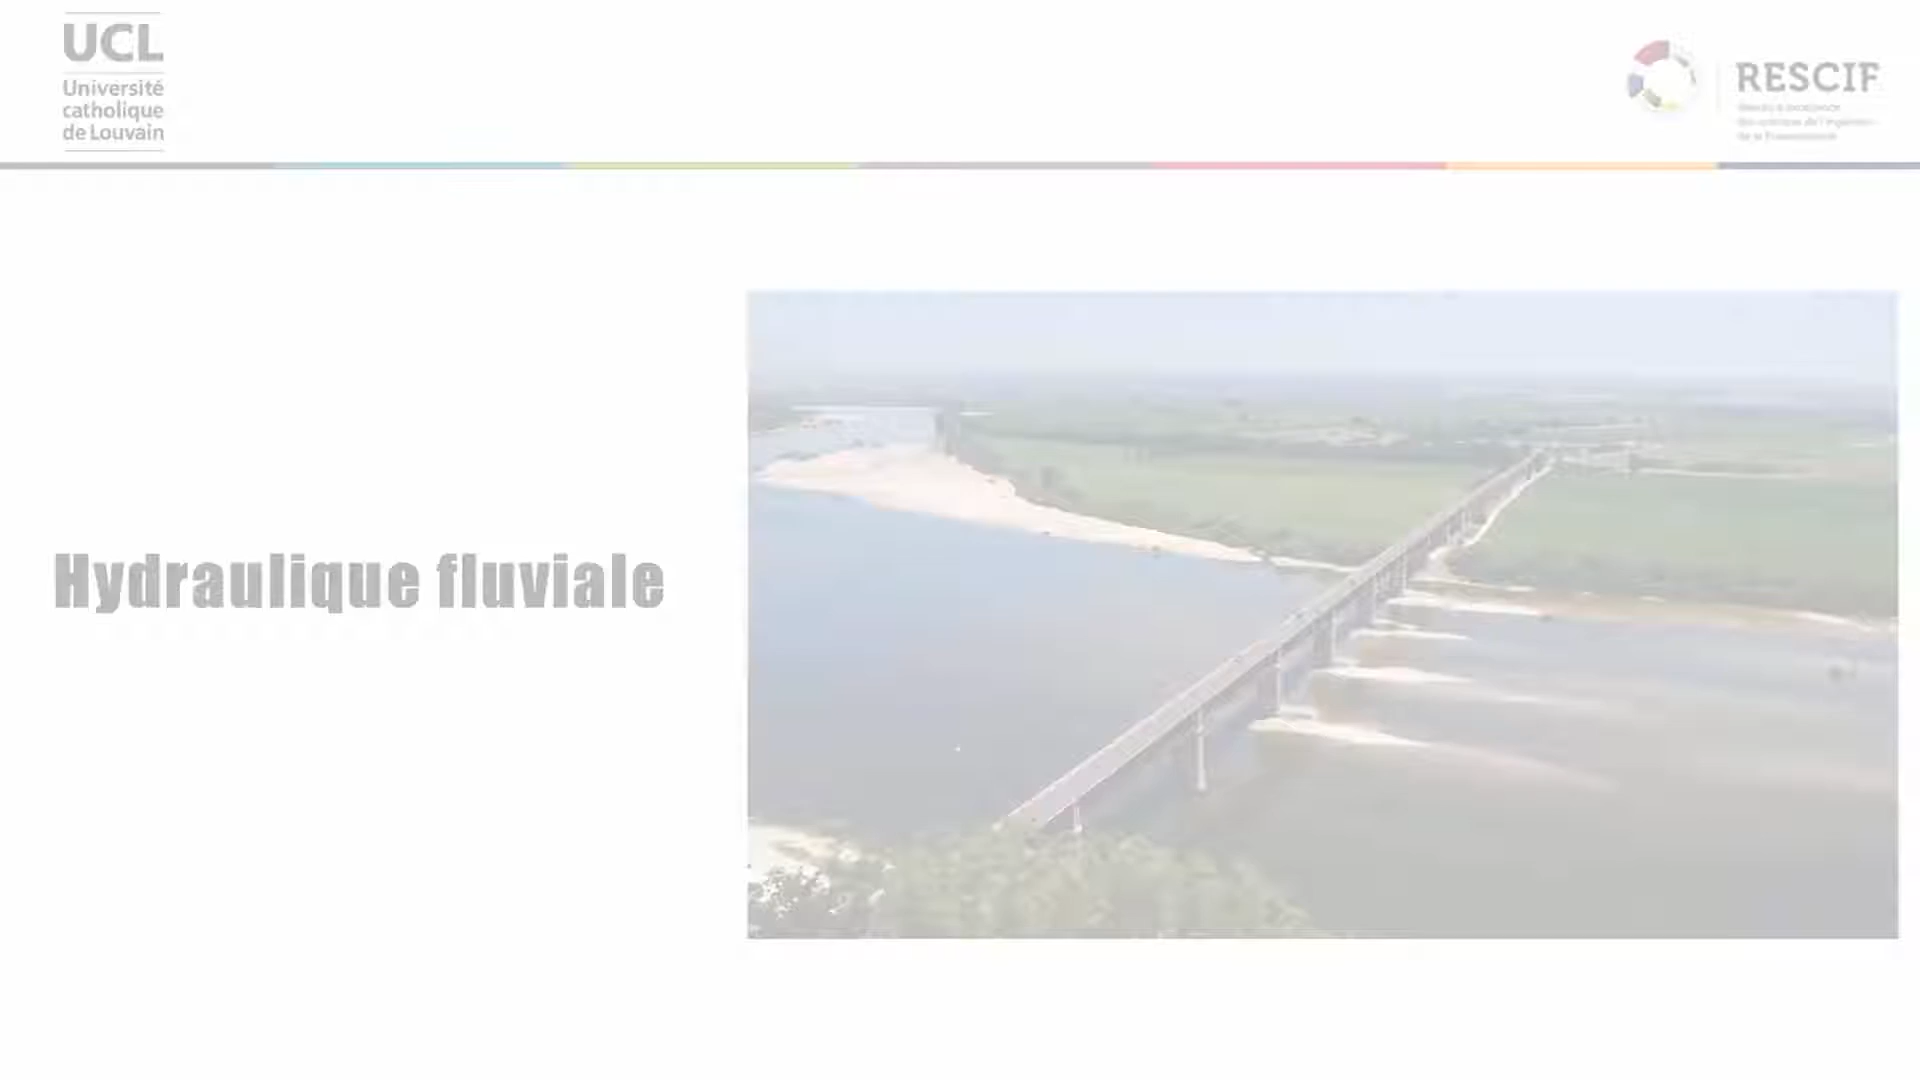 UCL
Université
catholique
de Louvain
RESCIF
Hydraulique fluviale